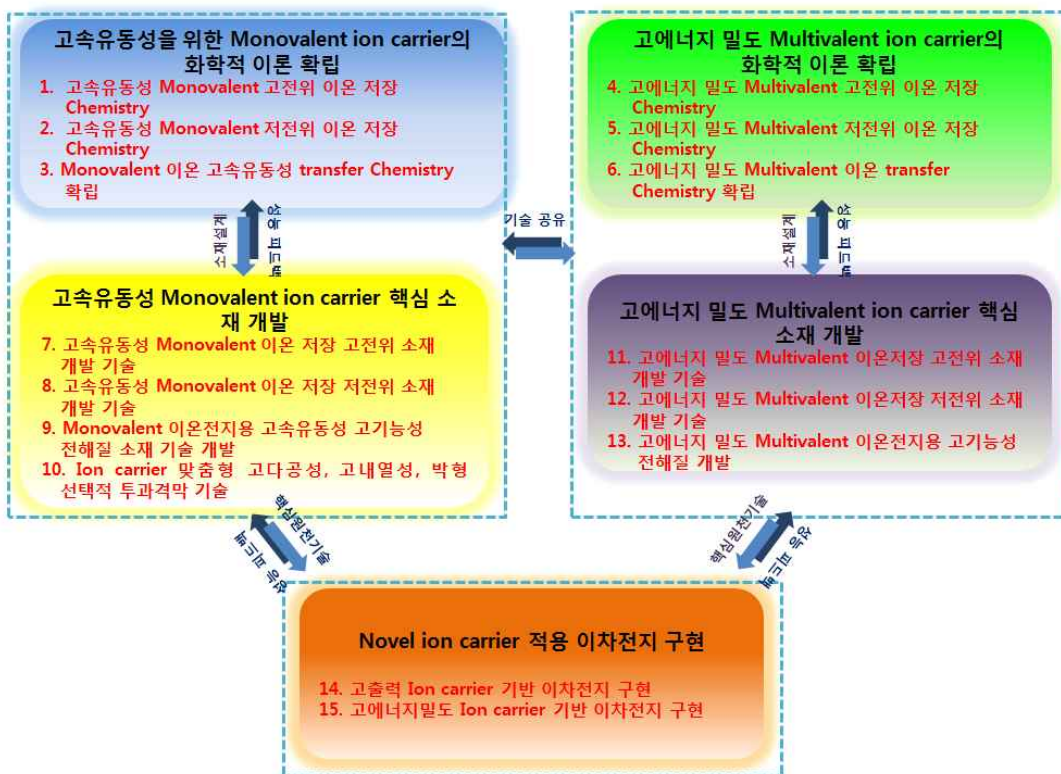 고속유동성을 위한 Monovalent ion carrier의
화학적 이론 확립
1. 고속유동성 Monovalent 고전위 이온 저장
Chemistry
2. 고속유동성 Monovalent 저전위 이온 저장
Chemistry
3. Monovalent 이온 고속유동성 transfer Chemistry
확립
고에너지 밀도 Multivalent ion carrier의
화학적 이론 확립
4. 고에너지 밀도 Multivalent 고전위 이온 저장
Chemistry
5. 고에너지 밀도 Multivalent 저전위 이온 저장
Chemistry
6. 고에너지 밀도 Multivalent 이온 transfer
Chemistry 확립
소재설계
성능 피드백
기술 공유
소재설계
성능 피드백
고속유동성 Monovalent ion carrier 핵심 소
재 개발
7. 고속유동성 Monovalent 이온 저장 고전위 소재
개발 기술
8. 고속유동성 Monovalent 이온 저장 저전위 소재
개발 기술
9. Monovalent 이온전지용 고속유동성 고기능성
전해질 소재 기술 개발
10. Ion carrier 맞춤형 고다공성, 고내열성, 박형
선택적 투과격막 기술
고에너지 밀도 Multivalent ion carrier 핵심
소재 개발
11. 고에너지 밀도 Multivalent 이온저장 고전위 소재
개발 기술
12. 고에너지 밀도 Multivalent 이온저장 저전위 소재
개발 기술
13. 고에너지 밀도 Multivalent 이온전지용 고기능성
전해질 개발
핵심원천기술
성능 피드백
핵심원천기술
성능 피드백
Novel ion carrier 적용 이차전지 구현
14. 고출력 Ion carrier 기반 이차전지 구현
15. 고에너지밀도 Ion carrier 기반 이차전지 구현